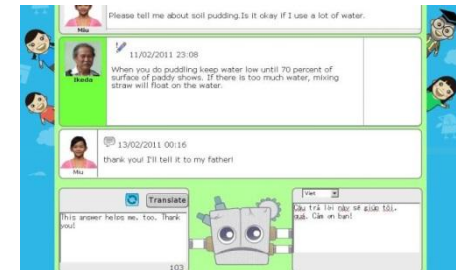 Please tell me about soil pudding.Is It okay if I use a lot of water.
Miu
11/02/2011 23:08
When you do puddling keep water low until 70 percent of
surface of paddy shows. If there is too much water, mixing
straw will float on the water.
Ikeda
13/02/2011 00:16
thank you! I'll tell it to my father!
Miu
Translate
This answer helps me, too. Thank
you!
103
Viet
Câu trả lời này sẽ giúp tôi,
quá. Cảm ơn bạn!